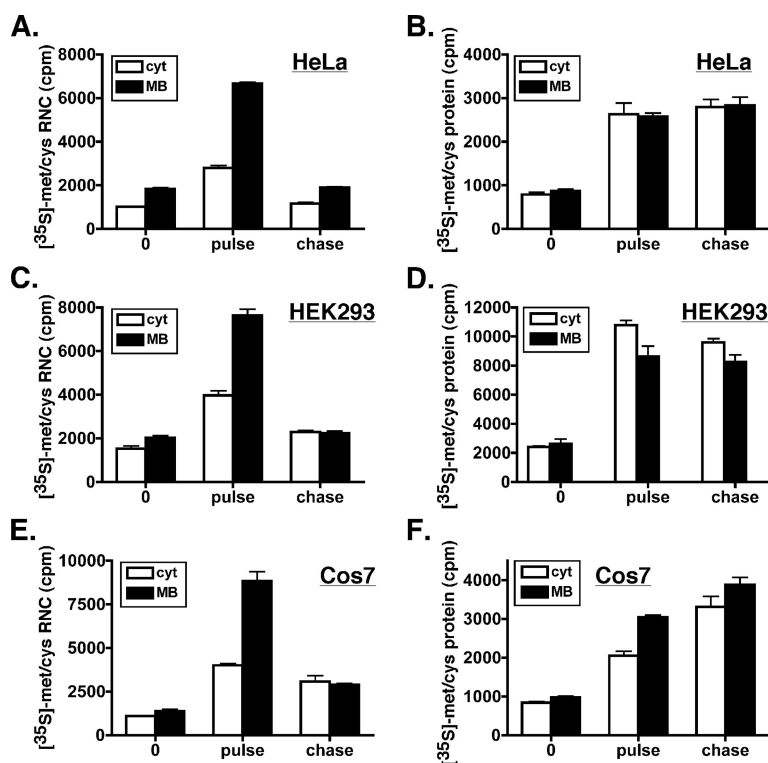 A.
[35S]-met/cys RNC (cpm)
8000
6000
4000
2000
0
cyt
MB
HeLa
0 pulse chase
B.
[35S]-met/cys protein (cpm)
4000
3000
2000
1000
0
cyt
MB
HeLa
0 pulse chase
C.
[35S]-met/cys RNC (cpm)
8000
6000
4000
2000
0
cyt
MB
HEK293
0 pulse chase
D.
[35S]-met/cys protein (cpm)
12000
10000
8000
6000
4000
2000
0
cyt
MB
HEK293
0 pulse chase
E.
[35S]-met/cys RNC (cpm)
10000
7500
5000
2500
0
cyt
MB
Cos7
0 pulse chase
F.
[35S]-met/cys protein (cpm)
4000
3000
2000
1000
0
cyt
MB
Cos7
0 pulse chase